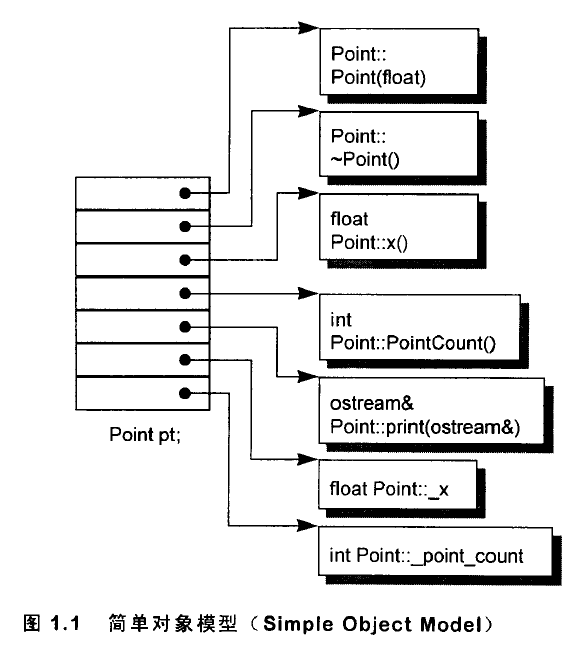 Point::
Point(float)
Point::
~Point()
float
Point::x()
int
Point::PointCount()
ostream&
Point::print(ostream&)
float Point::_x
int Point::_point_count
Point pt;
图 1.1 简单对象模型（Simple Object Model）